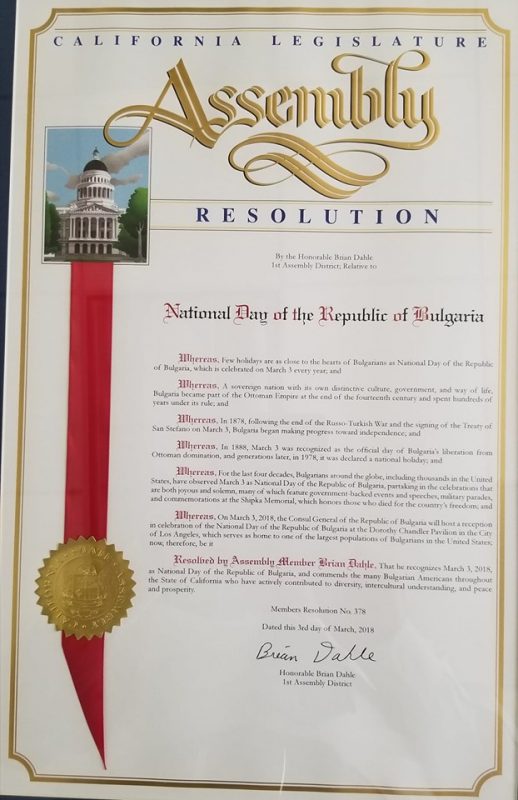 CALIFORNIA LEGISLATURE
Assembly
RESOLUTION
By the Honorable Brian Dahle
1st Assembly District; Relative to
National Day of the Republic of Bulgaria
Whereas, Few holidays are as close to the hearts of Bulgarians as National Day of the Republic
of Bulgaria, which is celebrated on March 3 every year; and
Whereas, A sovereign nation with its own distinctive culture, government, and way of life,
Bulgaria became part of the Ottoman Empire at the end of the fourteenth century and spent hundreds of
years under its rule; and
Whereas, In 1878, following the end of the Russo-Turkish War and the signing of the Treaty of
San Stefano on March 3, Bulgaria began making progress toward independence; and
Whereas, In 1888, March 3 was recognized as the official day of Bulgaria's liberation from
Ottoman domination, and generations later, in 1978, it was declared a national holiday; and
Whereas, For the last four decades, Bulgarians around the globe, including thousands in the United
States, have observed March 3 as National Day of the Republic of Bulgaria, partaking in the celebrations that
are both joyous and solemn, many of which feature government-backed events and speeches, military parades,
and commemorations at the Shipka Memorial, which honors those who died for the country's freedom; and
Whereas, On March 3, 2018, the Consul General of the Republic of Bulgaria will host a reception
in celebration of the National Day of the Republic of Bulgaria at the Dorothy Chandler Pavilion in the City
of Los Angeles, which serves as home to one of the largest populations of Bulgarians in the United States;
now, therefore, be it
Resolved by Assembly Member Brian Dahle, That he recognizes March 3, 2018,
as National Day of the Republic of Bulgaria, and commends the many Bulgarian Americans throughout
the State of California who have actively contributed to diversity, intercultural understanding, and peace
and prosperity.
Members Resolution No. 378
Dated this 3rd day of March, 2018
Brian Dahle
Honorable Brian Dahle
1st Assembly District